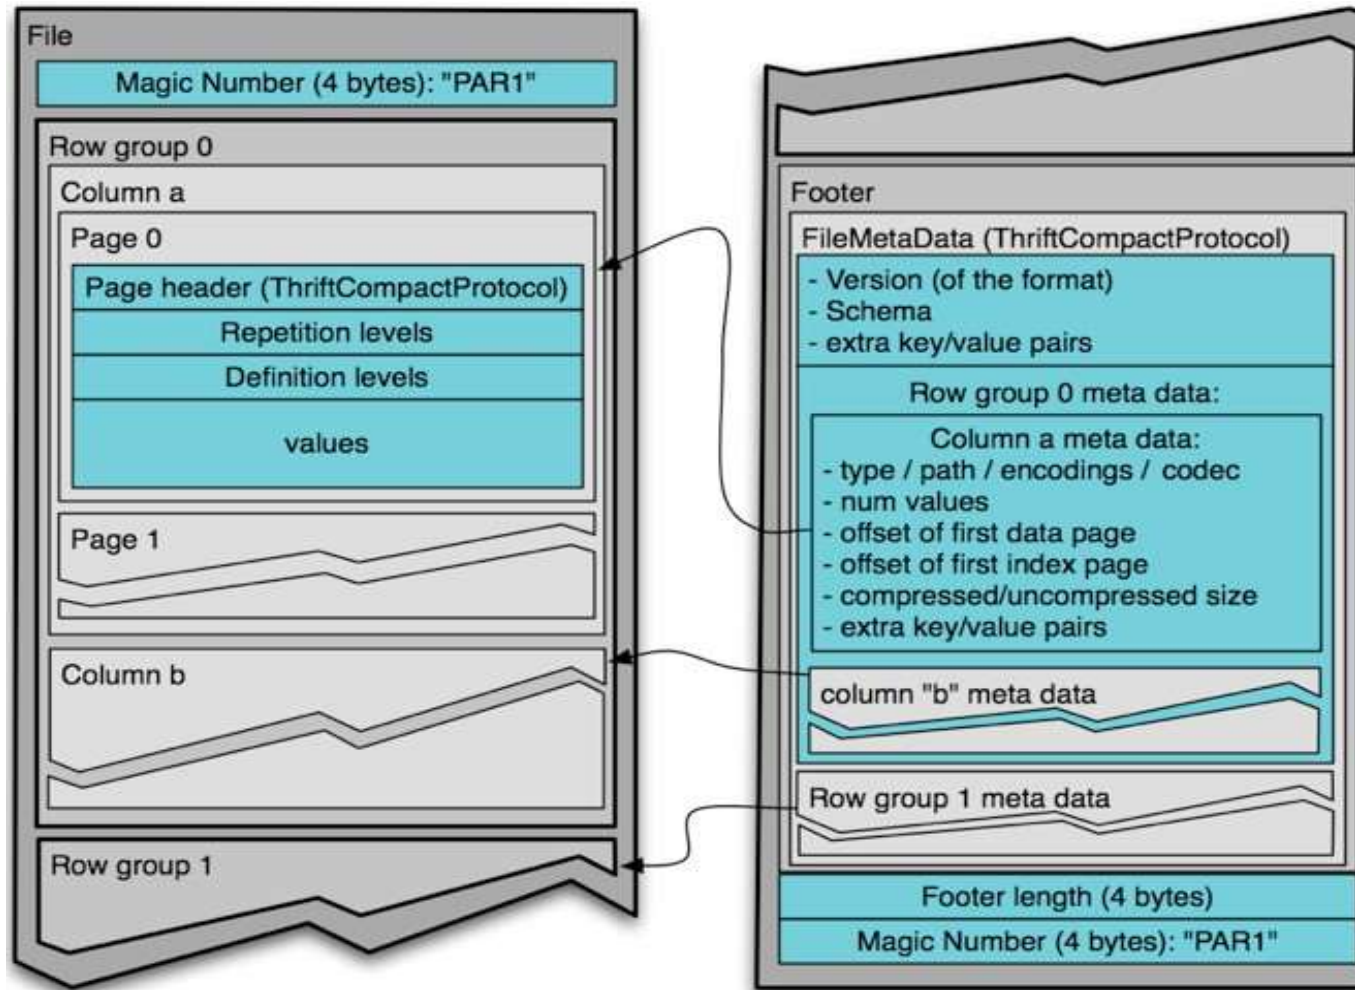 File
Magic Number (4 bytes): "PAR1"
Row group 0
Column a
Page 0
Page header (ThriftCompactProtocol)
Repetition levels
Definition levels
values
Page 1
Column b
Row group 1
Footer
FileMetaData (ThriftCompactProtocol)
- Version (of the format)
- Schema
- extra key/value pairs
Row group 0 meta data:
Column a meta data:
- type / path / encodings / codec
- num values
- offset of first data page
- offset of first index page
- compressed/uncompressed size
- extra key/value pairs
column "b" meta data
Row group 1 meta data
Footer length (4 bytes)
Magic Number (4 bytes): "PAR1"